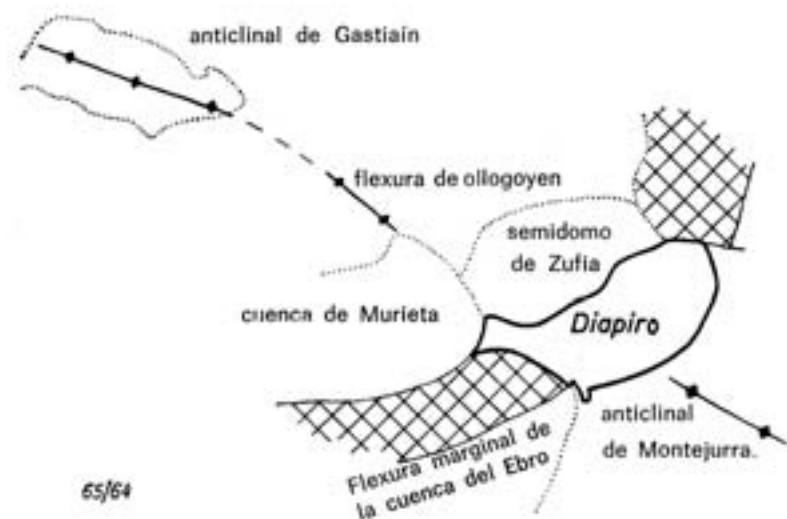 anticlinal de Gastiaín
flexura de ollogoyen
semidomo
de Zufia
cuenca de Murieta
Diapiro
anticlinal
de Montejurra.
Flexura marginal de
la cuenca del Ebro
65/64